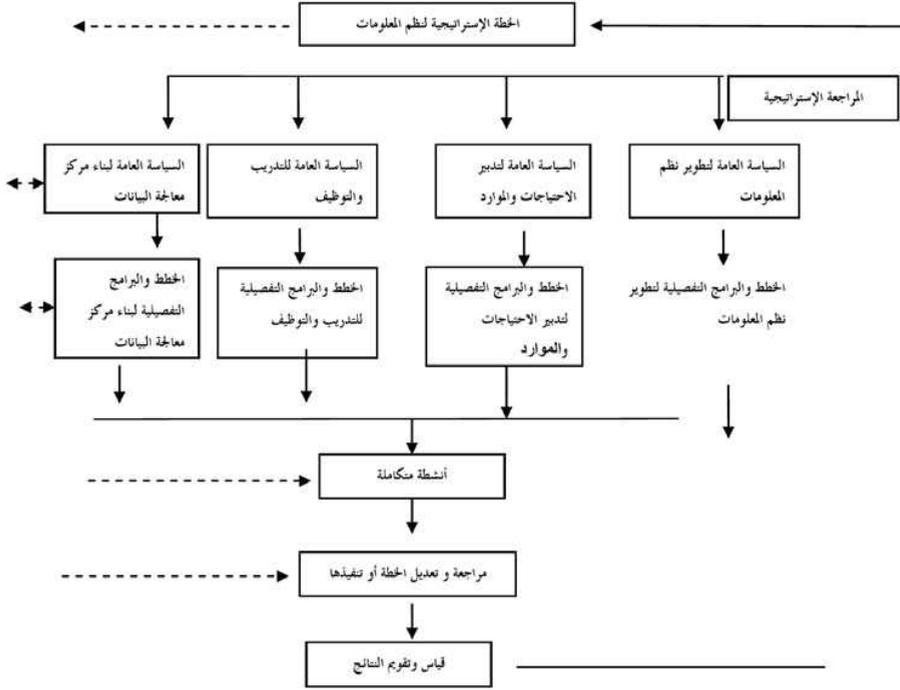 الخطة الإستراتيجية لنظم المعلومات
المراجعة الإستراتيجية
السياسة العامة لتطوير نظم
المعلومات
السياسة العامة لتدبير
الاحتياجات والموارد
السياسة العامة للتدريب
والتوظيف
السياسة العامة لبناء مركز
معالجة البيانات
الخطط والبرامج التفصيلية لتطوير
نظم المعلومات
الخطط والبرامج التفصيلية
لتدبير الاحتياجات
والموارد
الخطط والبرامج التفصيلية
للتدريب والتوظيف
الخطط والبرامج
التفصيلية لبناء مركز
معالجة البيانات
أنشطة متكاملة
مراجعة و تعديل الخطة أو تنفيذها
قياس وتقويم النتائج